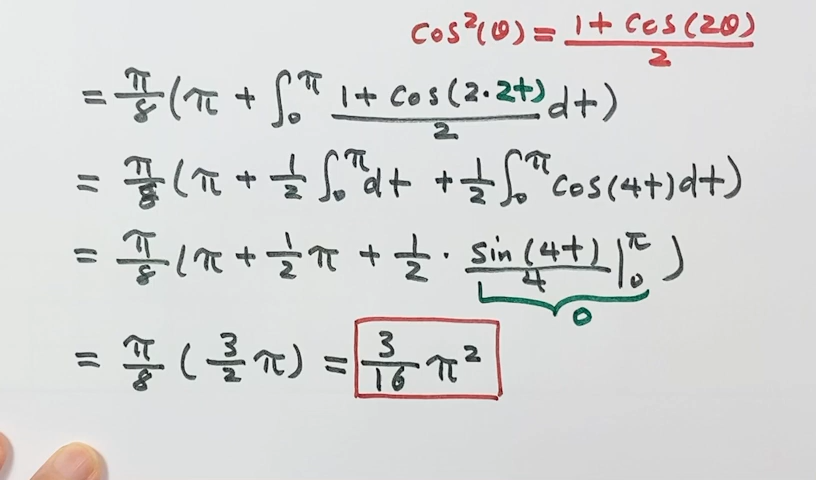 cos²(θ) = (1 + cos(2θ))/2
= π/8 (π + ∫₀^π (1 + cos(2·2t))/2 dt)
= π/8 (π + 1/2 ∫₀^π dt + 1/2 ∫₀^π cos(4t) dt)
= π/8 (π + 1/2 π + 1/2 · sin(4t)/4 |₀^π)
0
= π/8 (3/2 π) = 3/16 π²